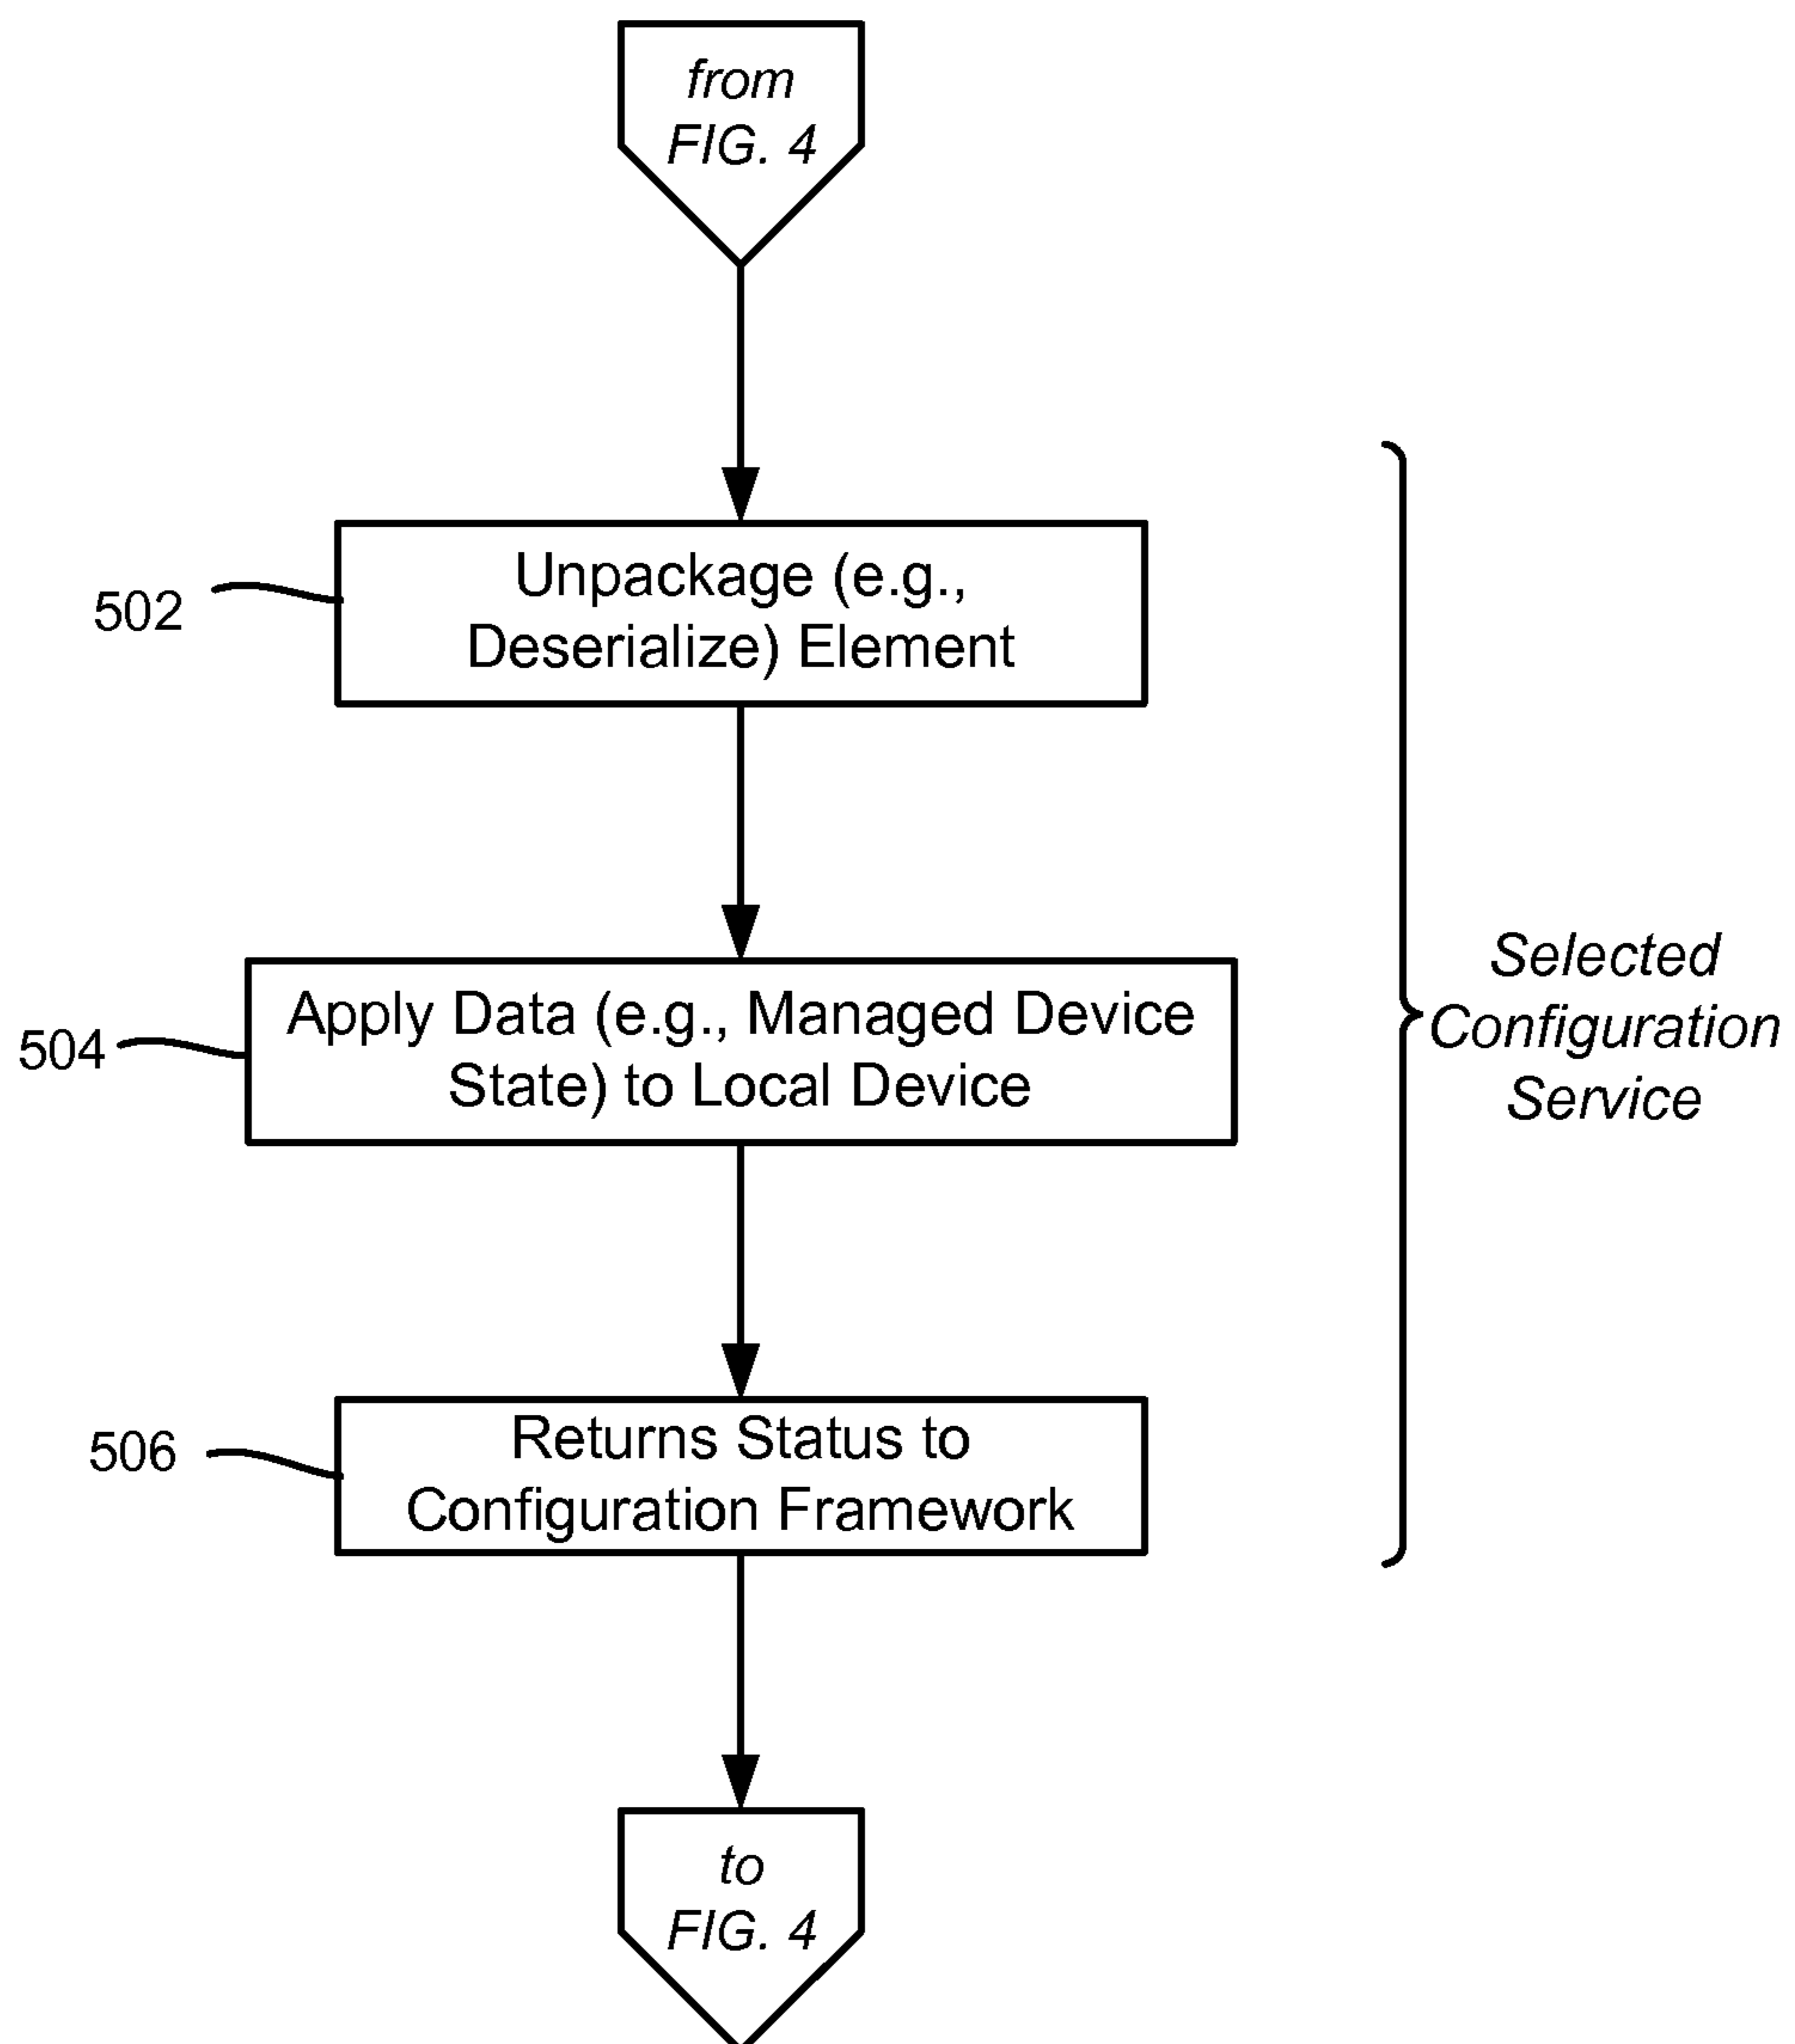 from
FIG. 4
502
Unpackage (e.g.,
Deserialize) Element
504
Apply Data (e.g., Managed Device
State) to Local Device
Selected
Configuration
Service
506
Returns Status to
Configuration Framework
to
FIG. 4